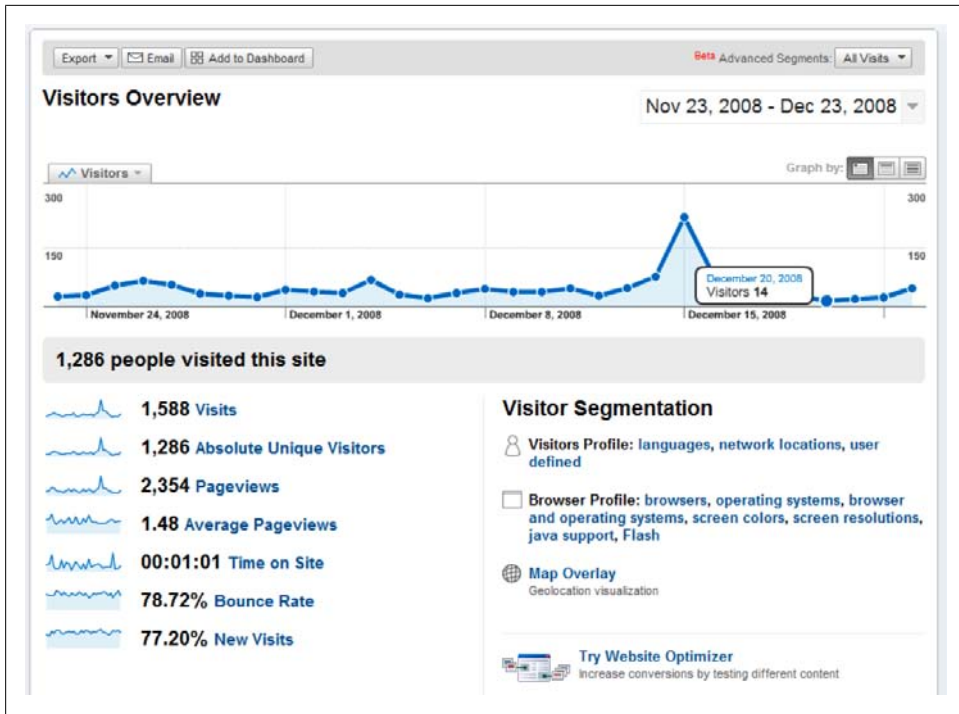 Export Email Add to Dashboard Beta Advanced Segments: All Visits
Visitors Overview
Nov 23, 2008 - Dec 23, 2008
Visitors Graph by:
300 300
150 150
December 20, 2008
Visitors 14
November 24, 2008 December 1, 2008 December 8, 2008 December 15, 2008
1,286 people visited this site
1,588 Visits
1,286 Absolute Unique Visitors
2,354 Pageviews
1.48 Average Pageviews
00:01:01 Time on Site
78.72% Bounce Rate
77.20% New Visits
Visitor Segmentation
Visitors Profile: languages, network locations, user
defined
Browser Profile: browsers, operating systems, browser
and operating systems, screen colors, screen resolutions,
java support, Flash
Map Overlay
Geolocation visualization
Try Website Optimizer
Increase conversions by testing different content